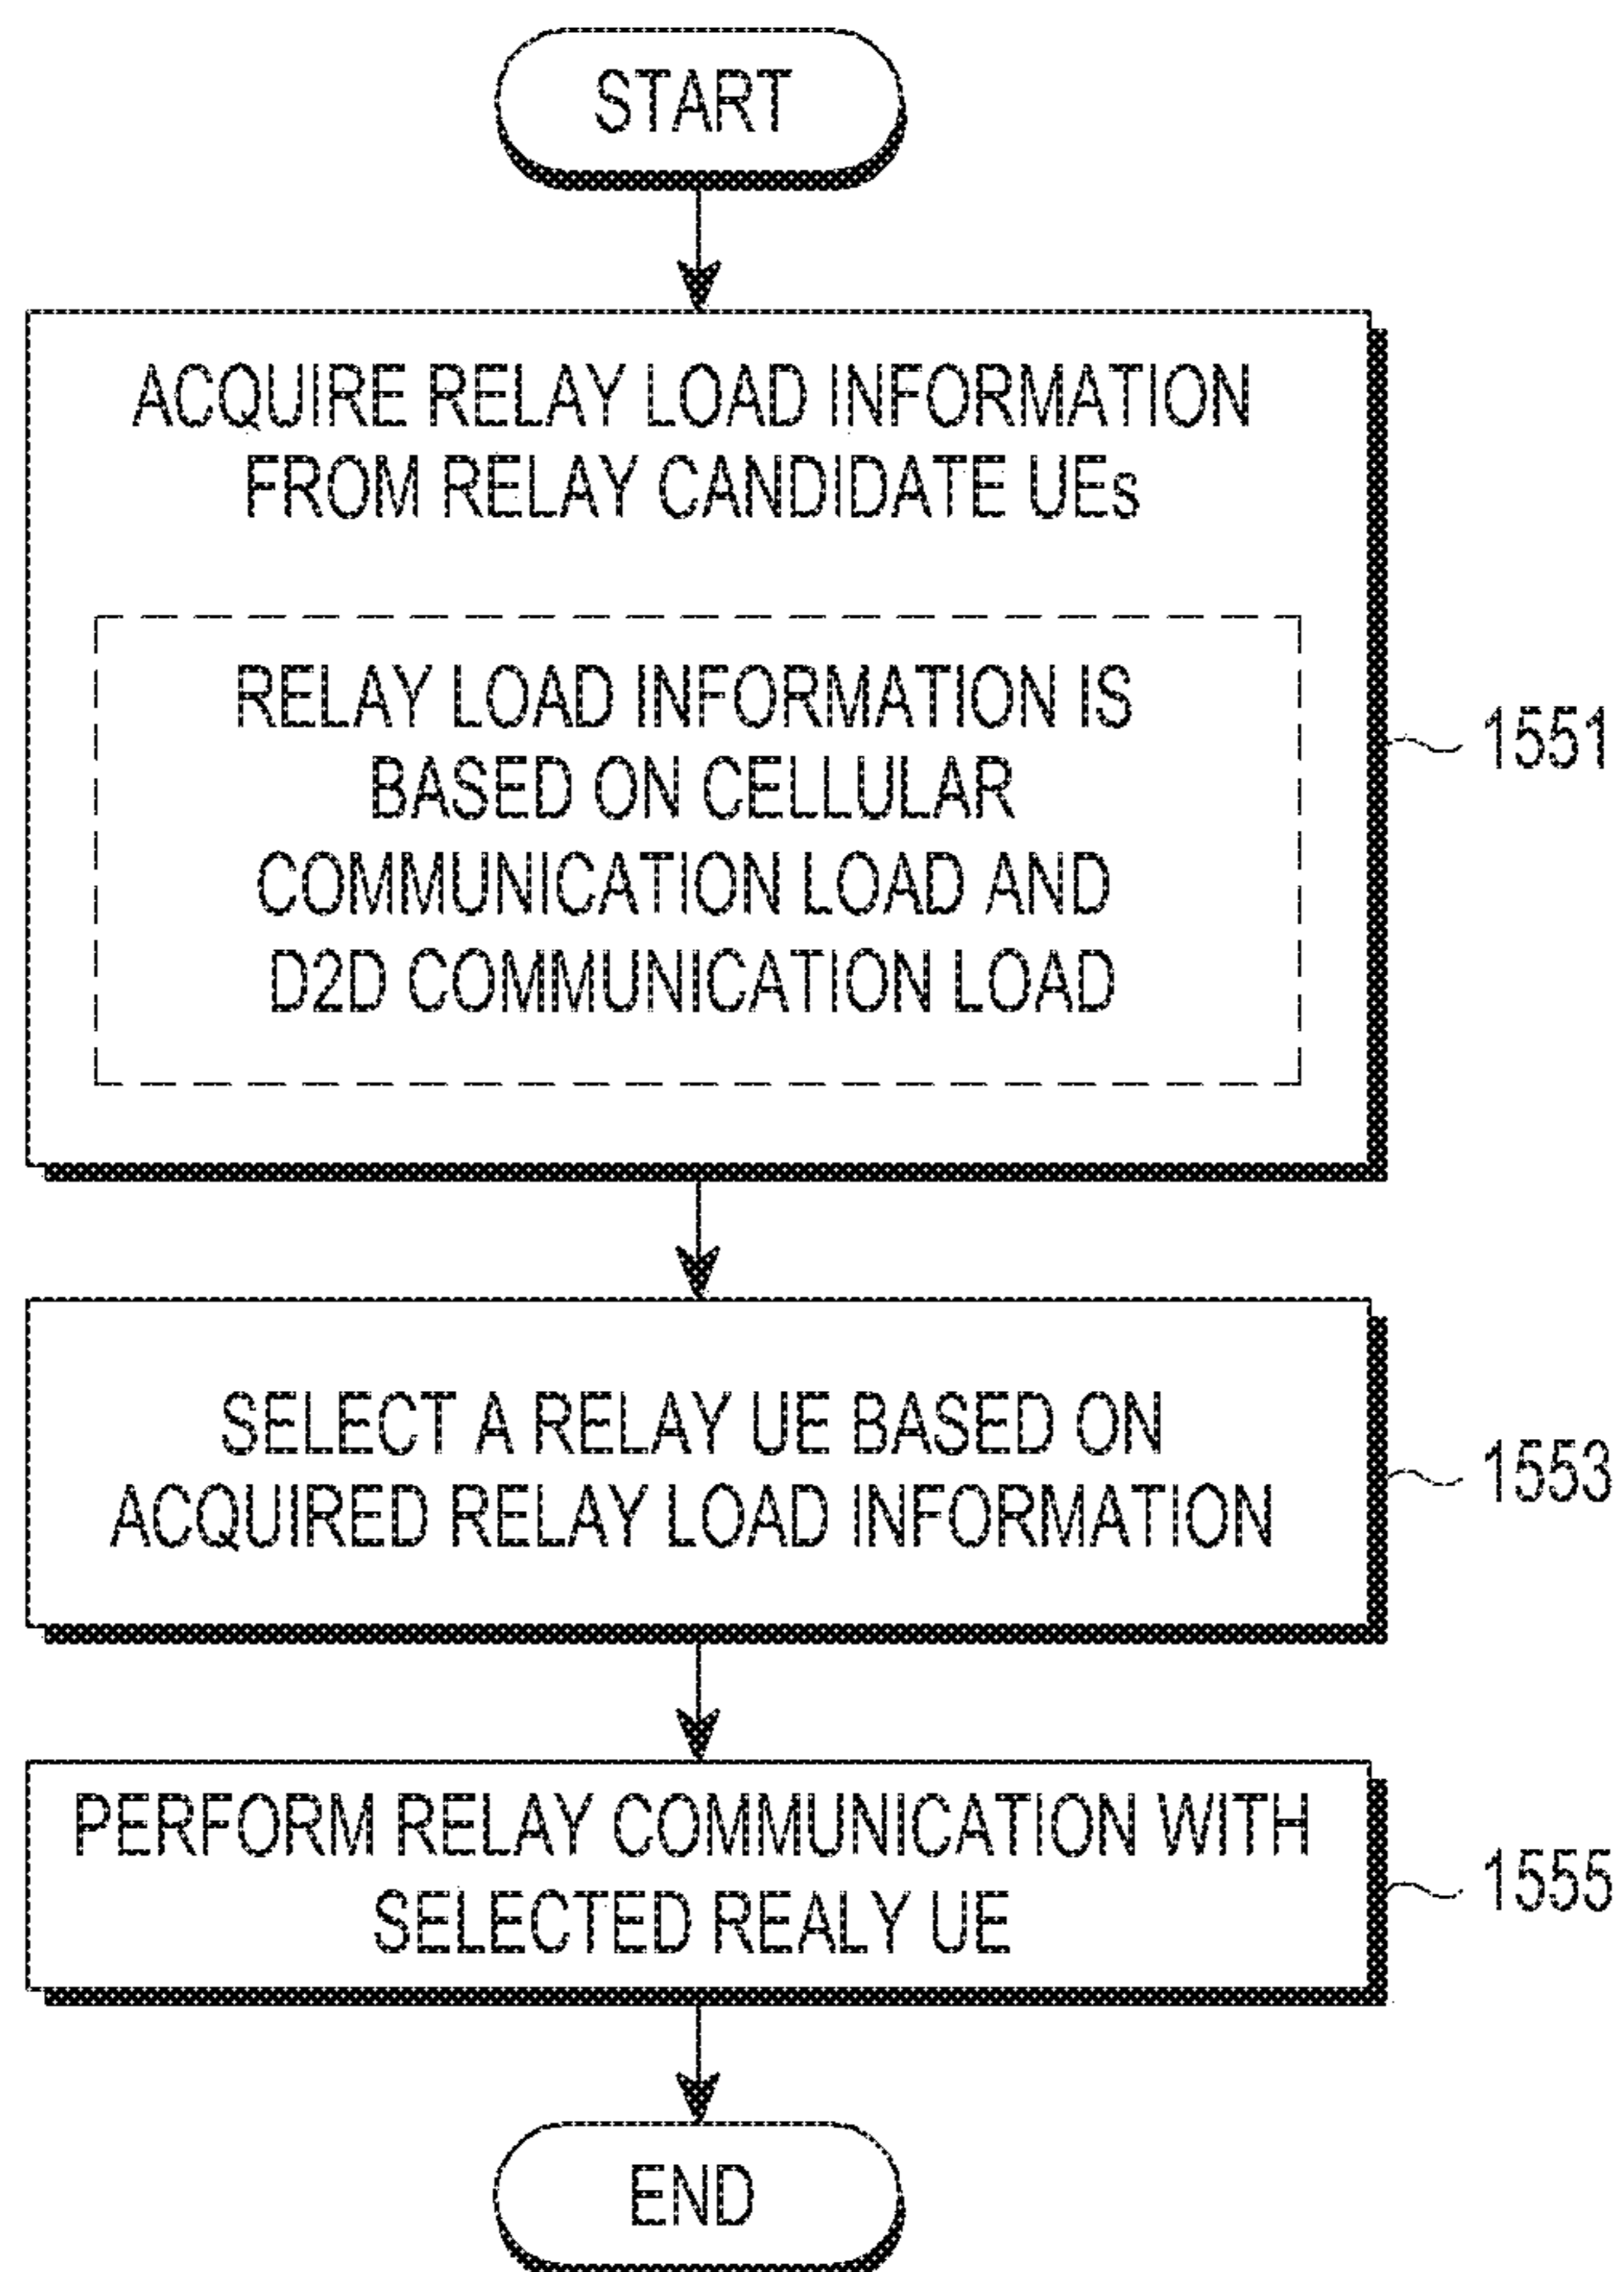 START
ACQUIRE RELAY LOAD INFORMATION
FROM RELAY CANDIDATE UEs
RELAY LOAD INFORMATION IS
BASED ON CELLULAR
COMMUNICATION LOAD AND
D2D COMMUNICATION LOAD
1551
SELECT A RELAY UE BASED ON
ACQUIRED RELAY LOAD INFORMATION
1553
PERFORM RELAY COMMUNICATION WITH
SELECTED REALY UE
1555
END